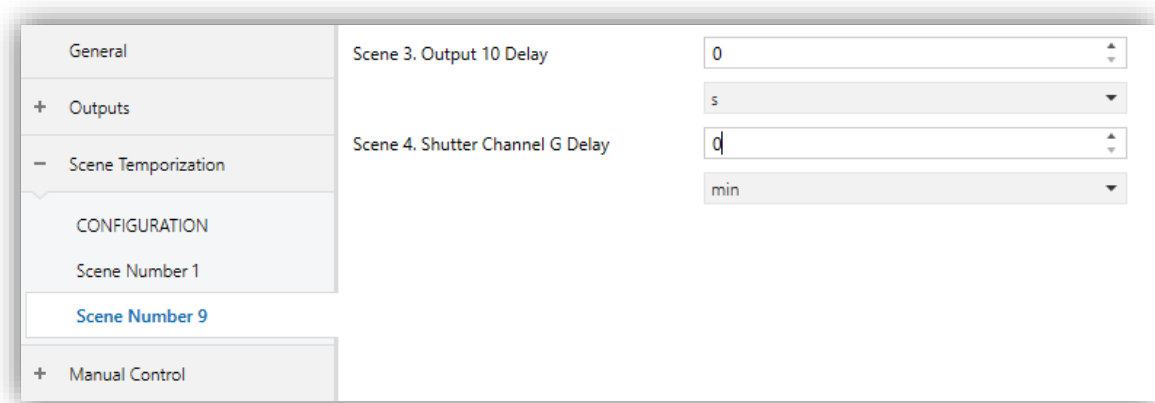 General
+ Outputs
− Scene Temporization
CONFIGURATION
Scene Number 1
Scene Number 9
+ Manual Control
Scene 3. Output 10 Delay
0
s
Scene 4. Shutter Channel G Delay
0
min